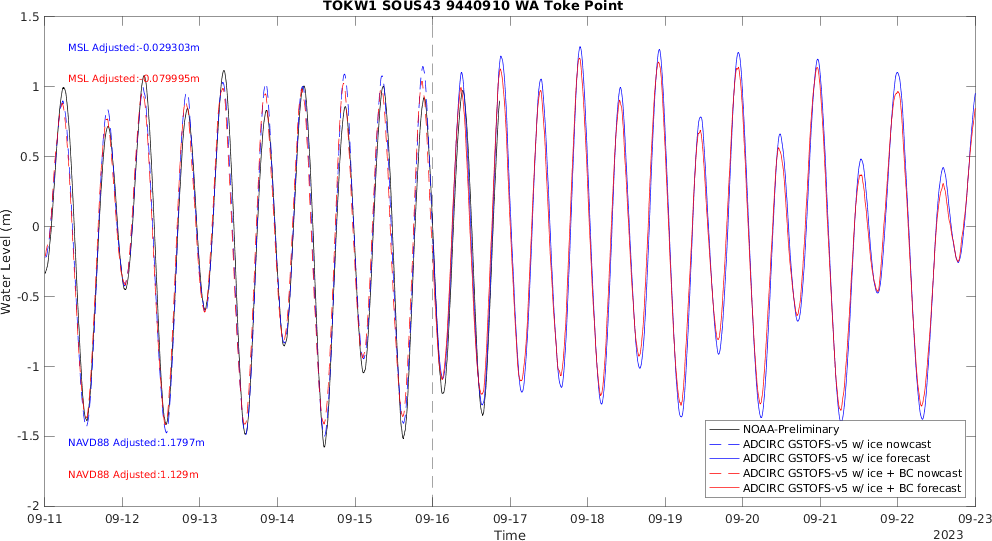 TOKW1 SOUS43 9440910 WA Toke Point
MSL Adjusted:-0.029303m
MSL Adjusted:-0.079995m
NAVD88 Adjusted:1.1797m
NAVD88 Adjusted:1.129m
Water Level (m)
1.5
1
0.5
0
-0.5
-1
-1.5
-2
NOAA-Preliminary
ADCIRC GSTOFS-v5 w/ ice nowcast
ADCIRC GSTOFS-v5 w/ ice forecast
ADCIRC GSTOFS-v5 w/ ice + BC nowcast
ADCIRC GSTOFS-v5 w/ ice + BC forecast
09-11 09-12 09-13 09-14 09-15 09-16 09-17 09-18 09-19 09-20 09-21 09-22 09-23
Time
2023